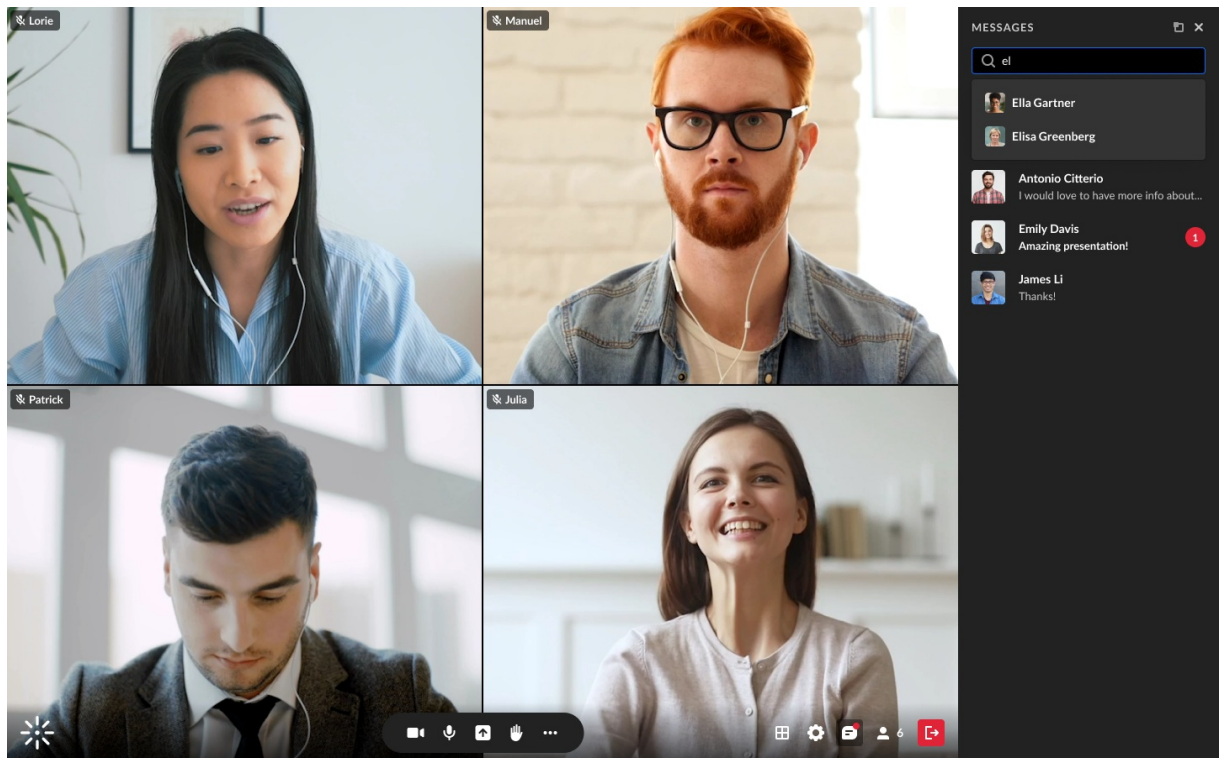 Lorie
Manuel
MESSAGES
el
Ella Gartner
Elisa Greenberg
Antonio Citterio
I would love to have more info about...
Emily Davis
Amazing presentation!
1
James Li
Thanks!
Patrick
Julia
6